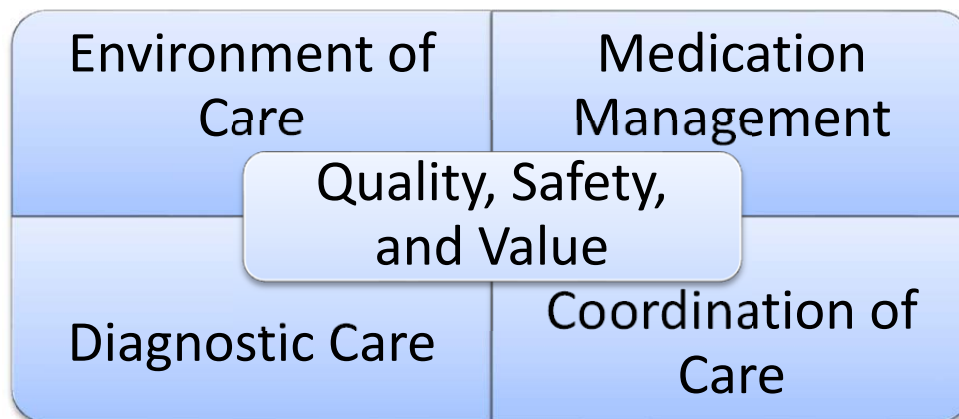 Environment of
Care
Medication
Management
Quality, Safety,
and Value
Diagnostic Care
Coordination of
Care